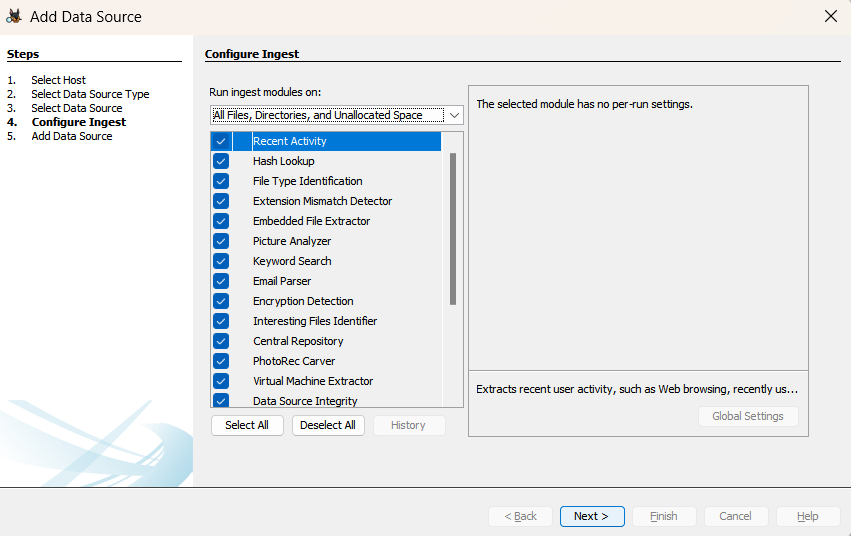 Add Data Source
Steps
1. Select Host
2. Select Data Source Type
3. Select Data Source
4. Configure Ingest
5. Add Data Source
Configure Ingest
Run ingest modules on:
All Files, Directories, and Unallocated Space
Recent Activity
Hash Lookup
File Type Identification
Extension Mismatch Detector
Embedded File Extractor
Picture Analyzer
Keyword Search
Email Parser
Encryption Detection
Interesting Files Identifier
Central Repository
PhotoRec Carver
Virtual Machine Extractor
Data Source Integrity
Select All Deselect All History
The selected module has no per-run settings.
Extracts recent user activity, such as Web browsing, recently us...
Global Settings
< Back Next > Finish Cancel Help